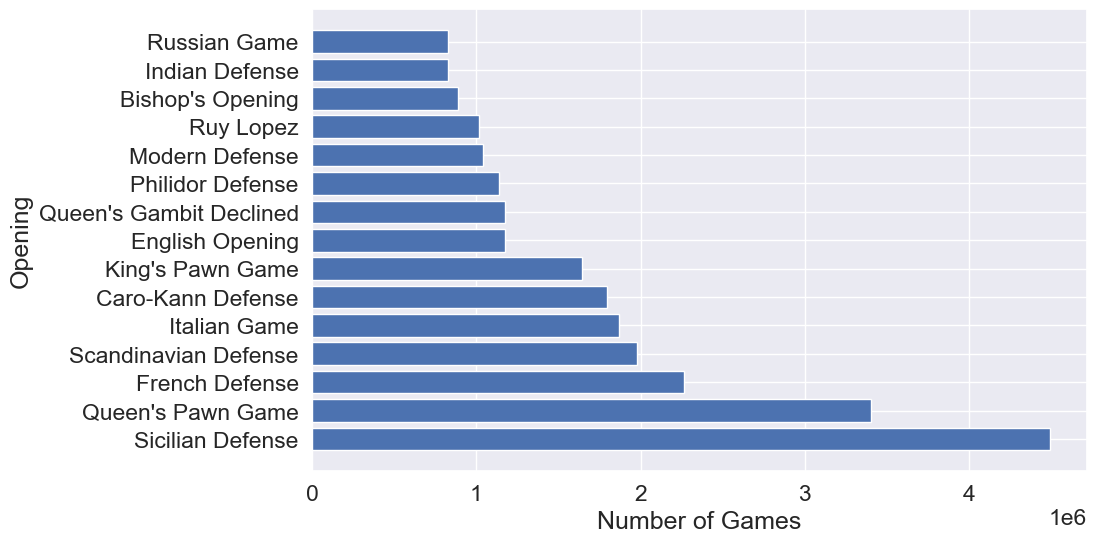 Russian Game
Indian Defense
Bishop's Opening
Ruy Lopez
Modern Defense
Philidor Defense
Queen's Gambit Declined
English Opening
King's Pawn Game
Caro-Kann Defense
Italian Game
Scandinavian Defense
French Defense
Queen's Pawn Game
Sicilian Defense
Opening
0 1 2 3 4
1e6
Number of Games